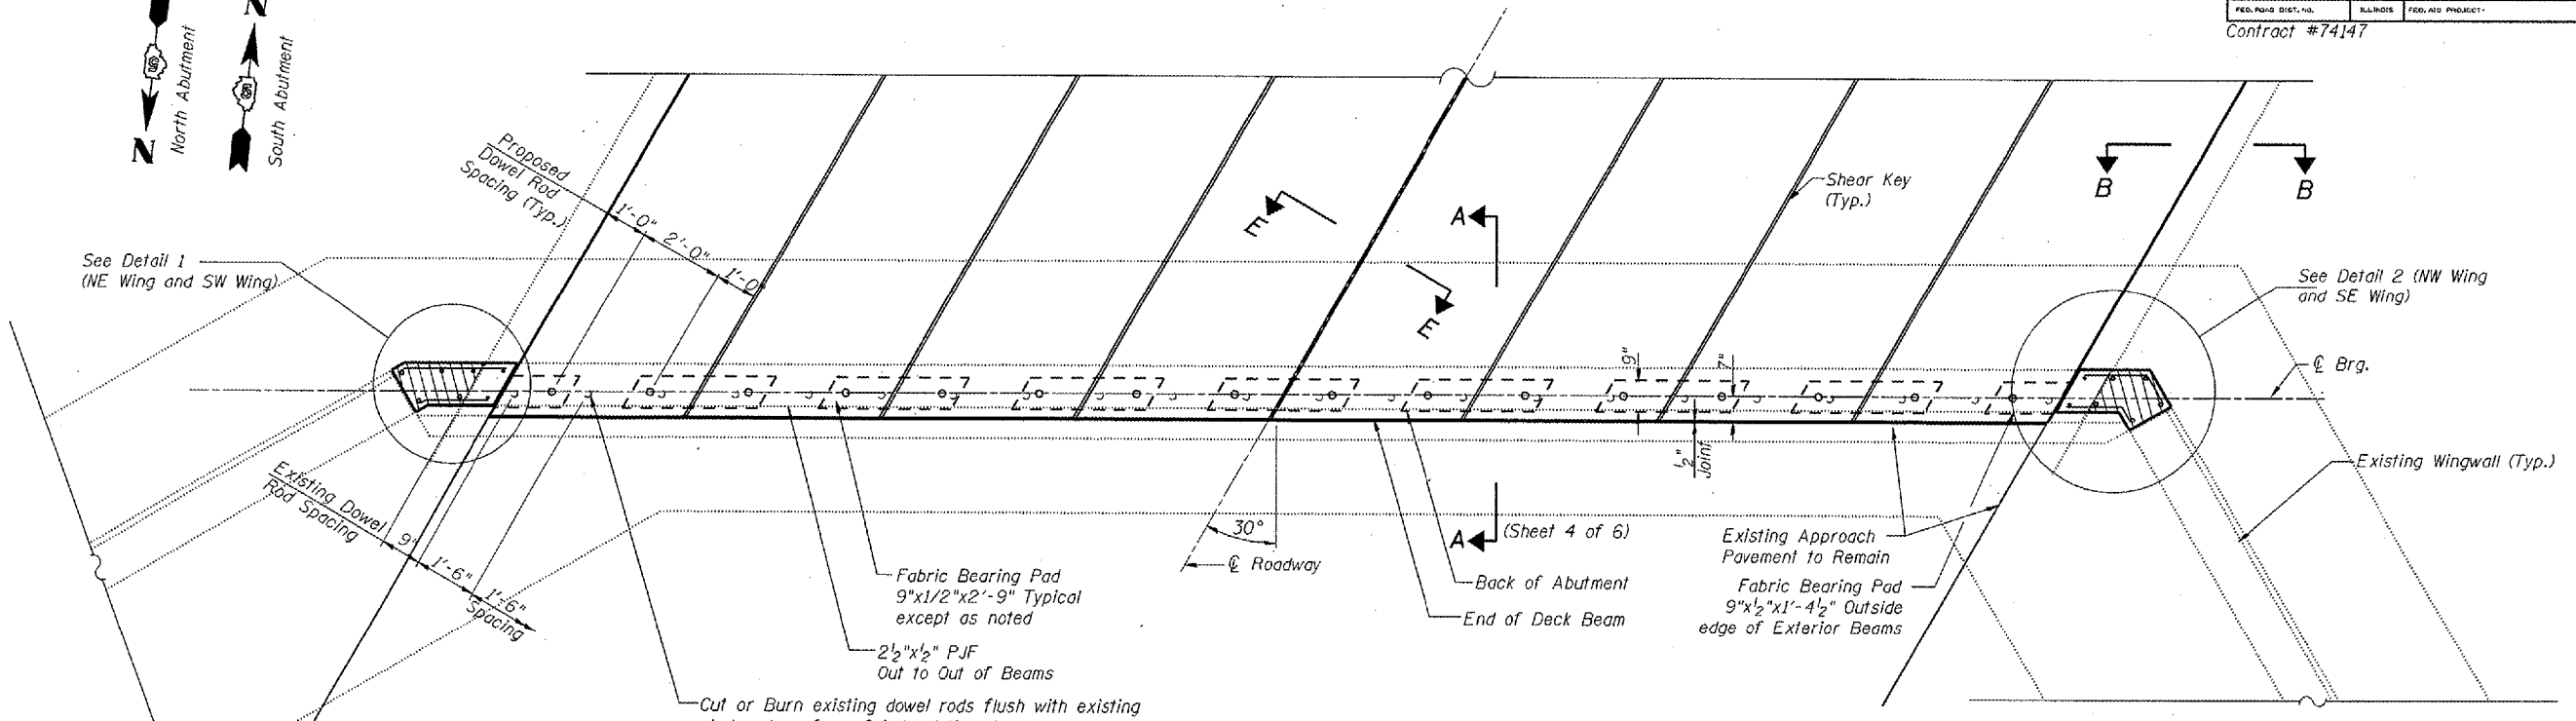 FED. ROAD DIST. NO.
ILLINOIS
FED. AID PROJECT-
Contract #74147
N
North Abutment
N
South Abutment
Proposed
Dowel Rod
Spacing (Typ.)
1'-0"
2'-0"
1'-0
See Detail 1
(NE Wing and SW Wing)
E
E
A
Shear Key
(Typ.)
B
B
See Detail 2 (NW Wing
and SE Wing)
9"
7"
℄ Brg.
½"
Joint
Existing Wingwall (Typ.)
Existing Dowel
Rod Spacing
9"
1'-6"
1'-6"
Spacing
30°
℄ Roadway
A
(Sheet 4 of 6)
Existing Approach
Pavement to Remain
Fabric Bearing Pad
9"x1/2"x2'-9" Typical
except as noted
Back of Abutment
End of Deck Beam
Fabric Bearing Pad
9"x½"x1'-4½" Outside
edge of Exterior Beams
2½"x½" PJF
Out to Out of Beams
Cut or Burn existing dowel rods flush with existing